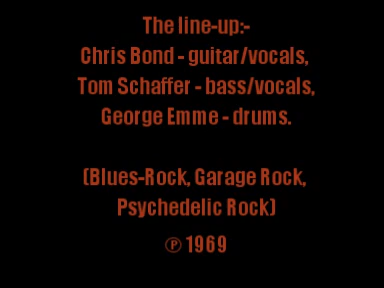 The line-up:-
Chris Bond - guitar/vocals,
Tom Schaffer - bass/vocals,
George Emme - drums.
(Blues-Rock, Garage Rock,
Psychedelic Rock)
℗ 1969